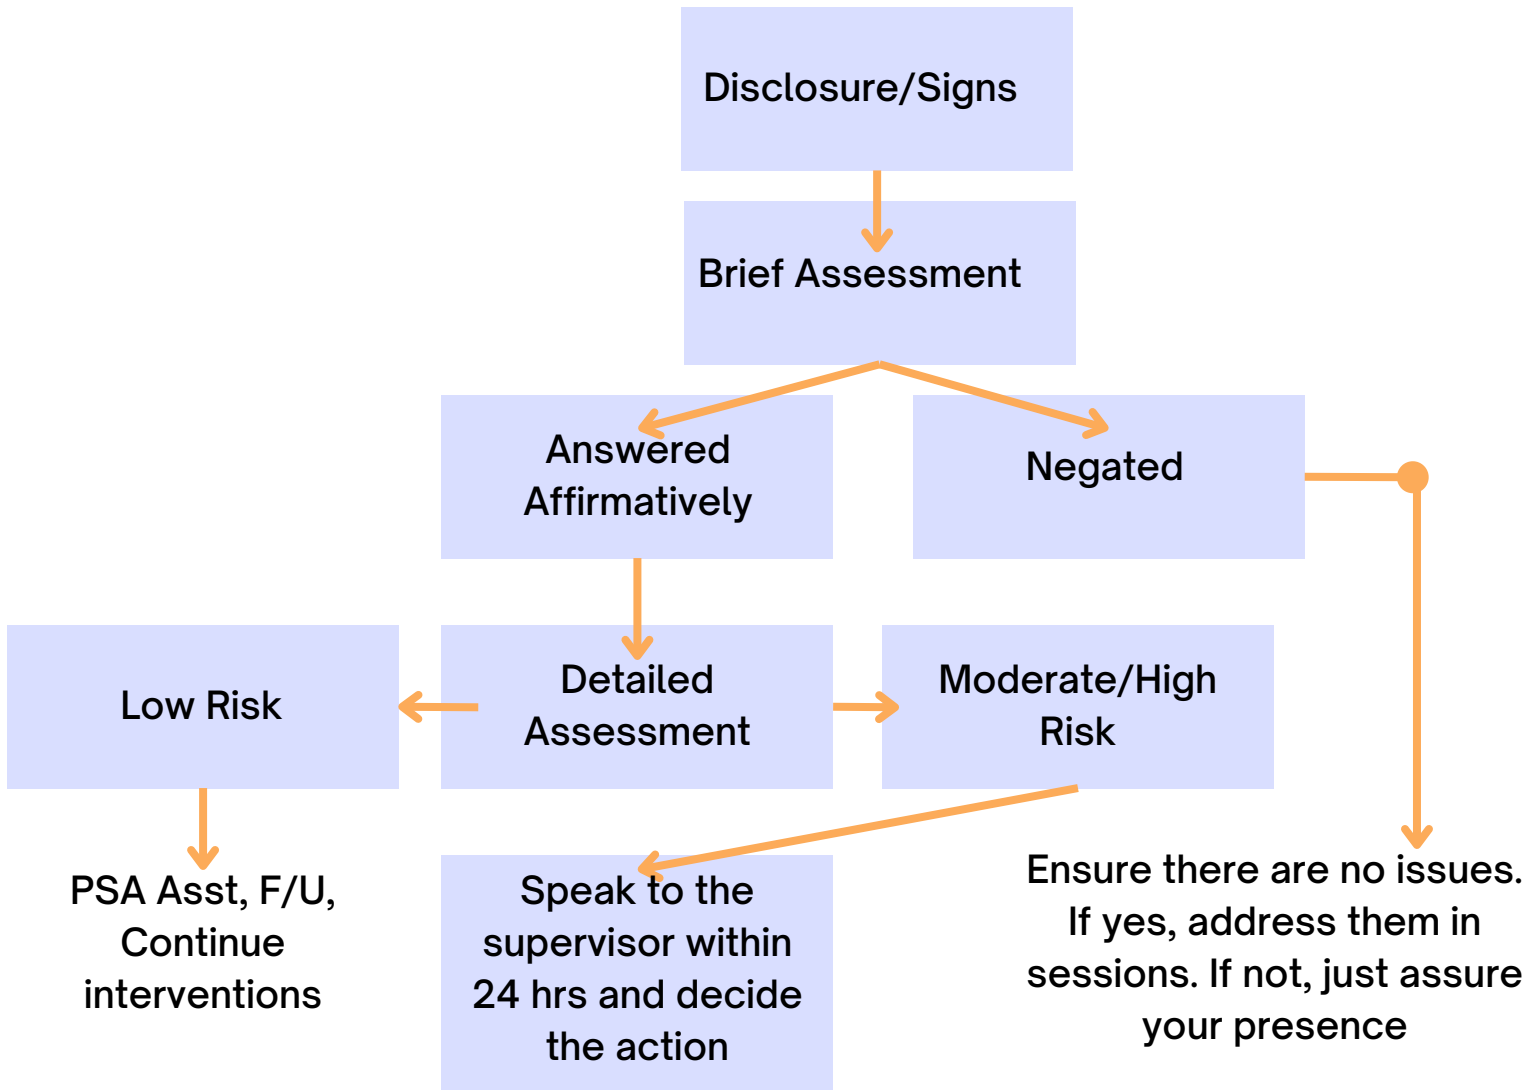 Disclosure/Signs
Brief Assessment
Answered
Affirmatively
Negated
Low Risk
Detailed
Assessment
Moderate/High
Risk
PSA Asst, F/U,
Continue
interventions
Speak to the
supervisor within
24 hrs and decide
the action
Ensure there are no issues.
If yes, address them in
sessions. If not, just assure
your presence